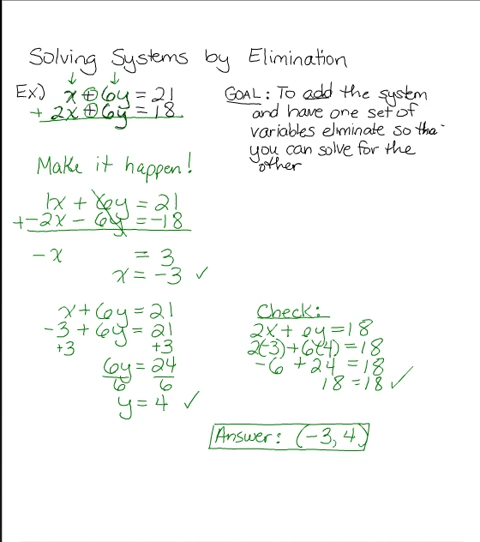 Solving Systems by Elimination
Ex) x + 6y = 21
+ 2x + 6y = 18
GOAL: To add the system
and have one set of
variables eliminate so tha
you can solve for the
other
Make it happen!
1x + 6y = 21
+ -2x - 6y = -18
-x = 3
x = -3 ✓
x + 6y = 21
-3 + 6y = 21
+3 +3
6y = 24
6 6
y = 4 ✓
Check:
2x + 6y = 18
2(-3) + 6(4) = 18
-6 + 24 = 18
18 = 18 ✓
Answer: (-3, 4)